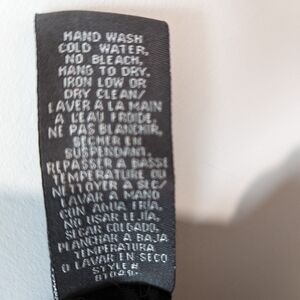 HAND WASH
COLD WATER,
NO BLEACH,
HANG TO DRY,
IRON LOW OR
DRY CLEAN/
LAVER A LA MAIN
A L'EAU FROIDE,
NE PAS BLANCHIR,
SECHER EN
SUSPENDANT,
REPASSER A BASSE
TEMPERATURE OU
NETTOYER A SEC/
LAVAR A MANO
CON AGUA FRIA,
NO USAR LEJIA,
SECAR COLGADO,
PLANCHAR A BAJA
TEMPERATURA
O LAVAR EN SECO
STYLE#